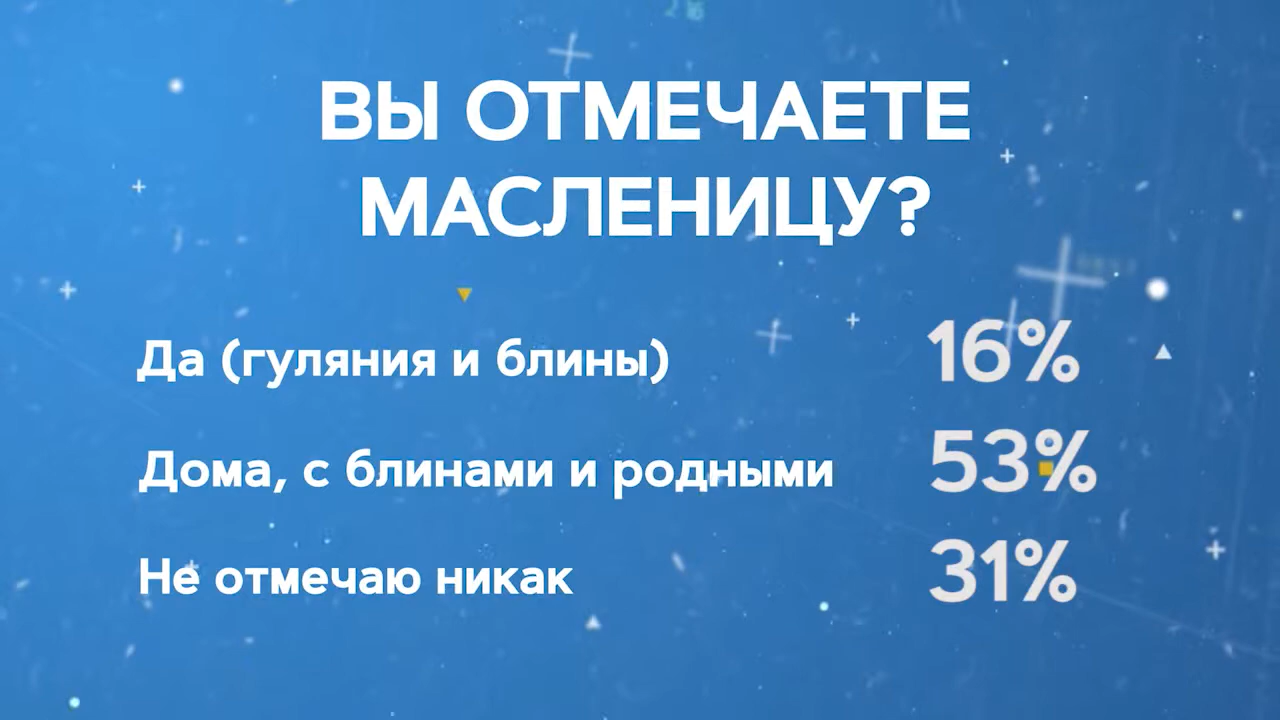 ВЫ ОТМЕЧАЕТЕ
МАСЛЕНИЦУ?
Да (гуляния и блины) 16%
Дома, с блинами и родными 53%
Не отмечаю никак 31%